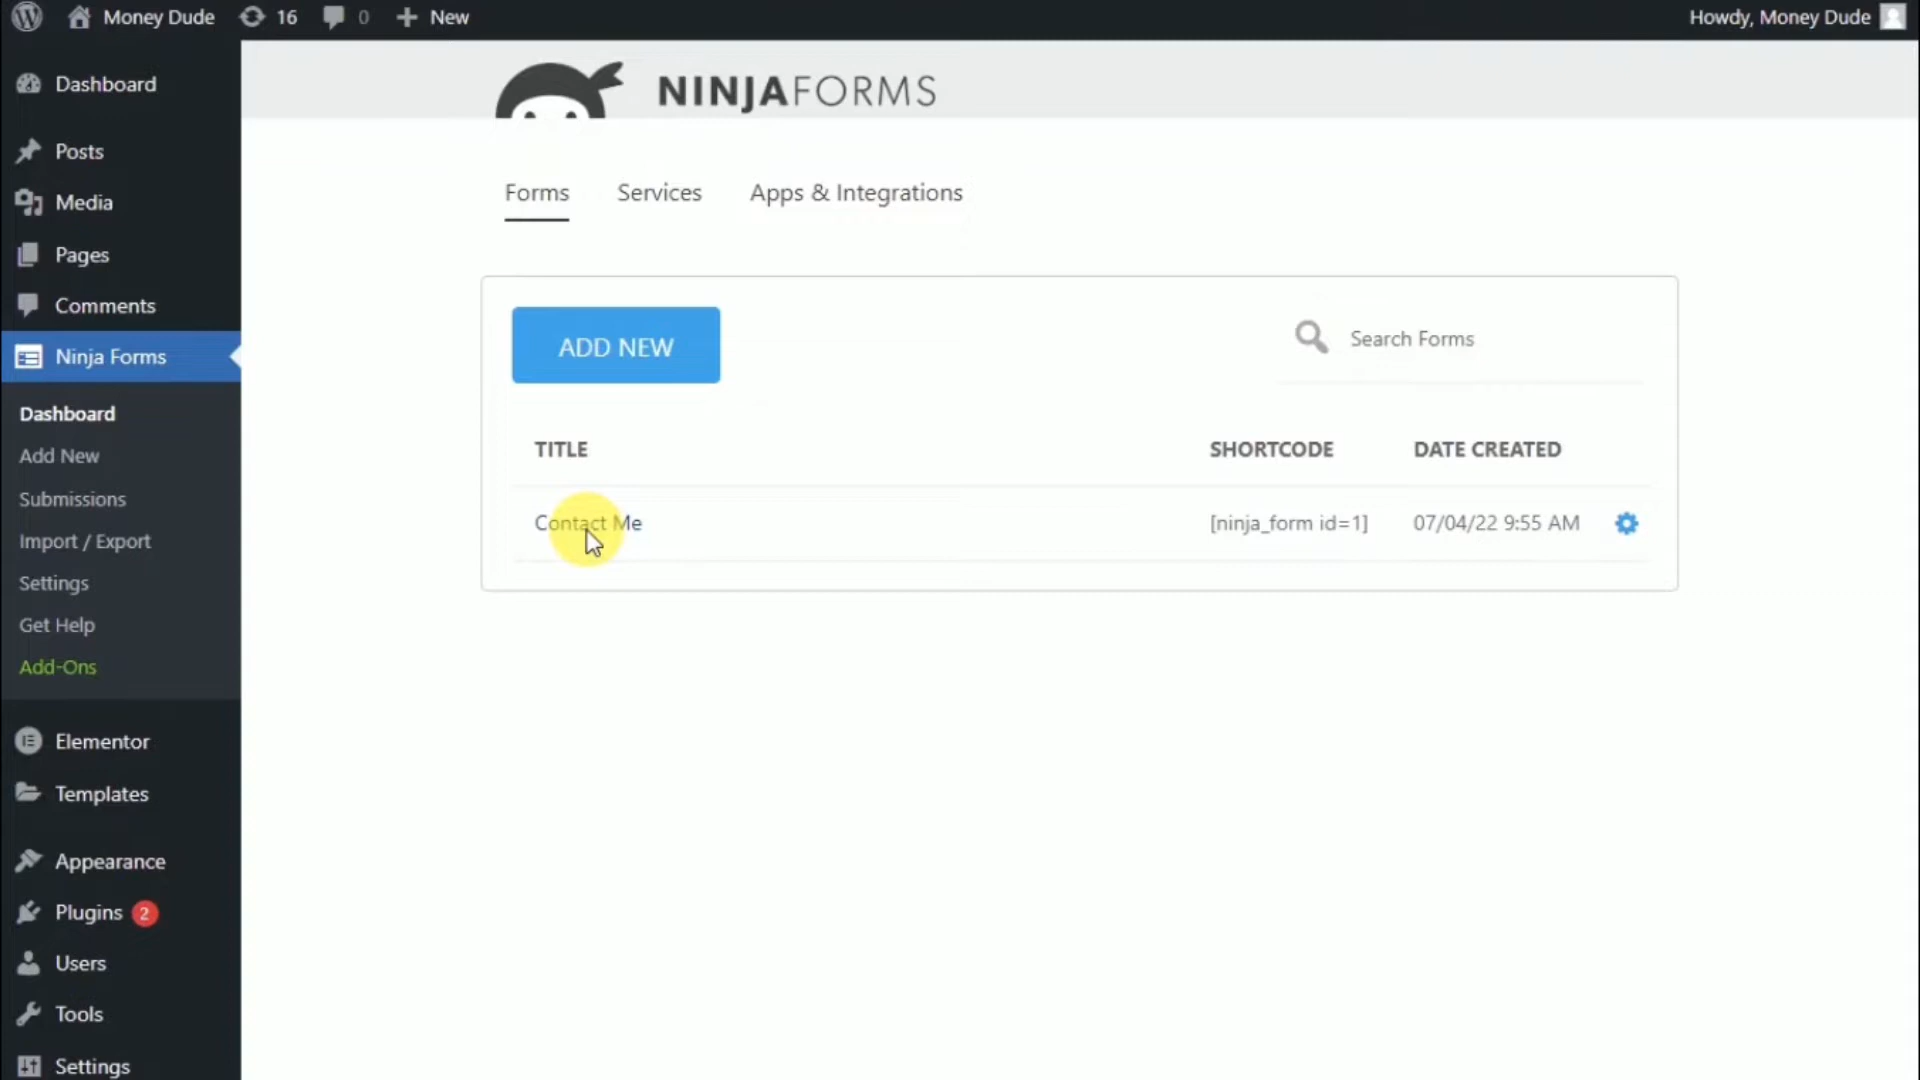 Money Dude
16
0
New
Howdy, Money Dude
Dashboard
Posts
Media
Pages
Comments
Ninja Forms
Dashboard
Add New
Submissions
Import / Export
Settings
Get Help
Add-Ons
Elementor
Templates
Appearance
Plugins 2
Users
Tools
Settings
NINJAFORMS
Forms
Services
Apps & Integrations
ADD NEW
Search Forms
TITLE
SHORTCODE
DATE CREATED
Contact Me
[ninja_form id=1]
07/04/22 9:55 AM